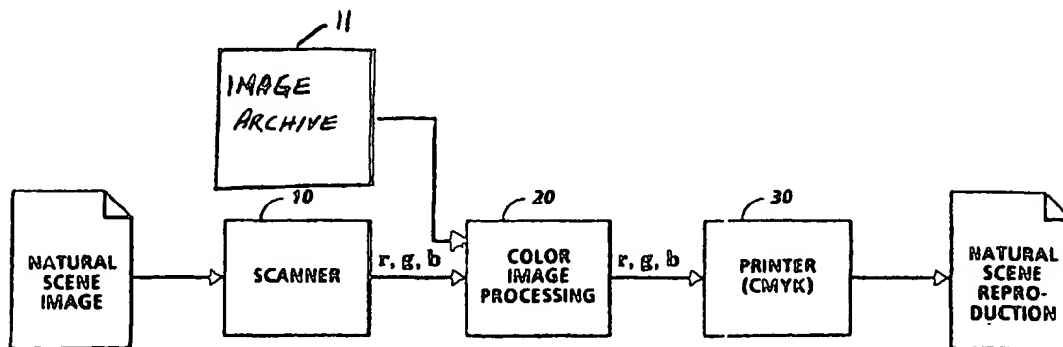 11
IMAGE
ARCHIVE
10
20
30
NATURAL
SCENE
IMAGE
SCANNER
r, g, b
COLOR
IMAGE
PROCESSING
r, g, b
PRINTER
(CMYK)
NATURAL
SCENE
REPRO-
DUCTION